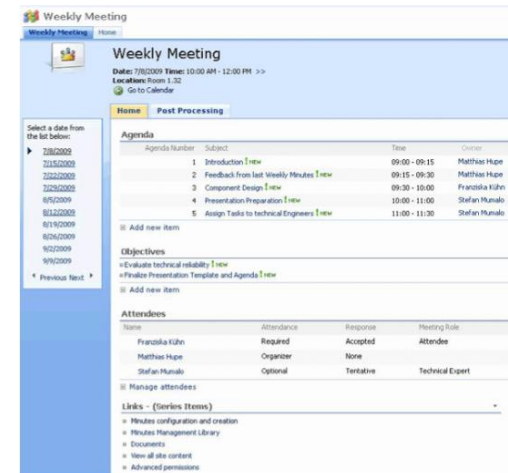 Weekly Meeting
Weekly Meeting Home
Weekly Meeting
Date: 7/8/2009 Time: 10:00 AM - 12:00 PM >>
Location: Room 1.32
Go to Calendar
Home Post Processing
Select a date from
the list below:
7/8/2009
7/15/2009
7/22/2009
7/29/2009
8/5/2009
8/12/2009
8/19/2009
8/26/2009
9/2/2009
9/9/2009
Previous Next
Agenda
Agenda Number Subject Time Owner
1 Introduction ! NEW 09:00 - 09:15 Matthias Hupe
2 Feedback from last Weekly Minutes ! NEW 09:15 - 09:30 Matthias Hupe
3 Component Design ! NEW 09:30 - 10:00 Franziska Kühn
4 Presentation Preparation ! NEW 10:00 - 11:00 Stefan Mumalo
5 Assign Tasks to technical Engineers ! NEW 11:00 - 11:30 Stefan Mumalo
Add new item
Objectives
Evaluate technical reliability ! NEW
Finalize Presentation Template and Agenda ! NEW
Add new item
Attendees
Name Attendance Response Meeting Role
Franziska Kühn Required Accepted Attendee
Matthias Hupe Organizer None
Stefan Mumalo Optional Tentative Technical Expert
Manage attendees
Links - (Series Items)
Minutes configuration and creation
Minutes Management Library
Documents
View all site content
Advanced permissions